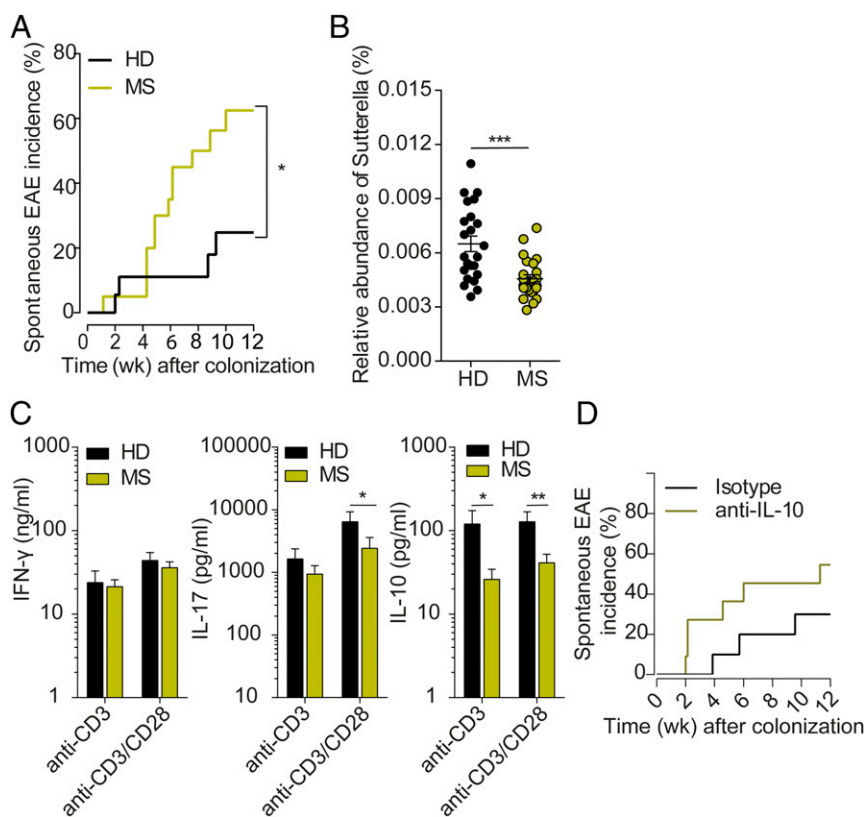 A
Spontaneous EAE incidence (%)
80
60
40
20
0
HD
MS
*
0 2 4 6 8 10 12
Time (wk) after colonization
B
Relative abundance of Sutterella (%)
0.015
0.012
0.009
0.006
0.003
0.000
***
HD MS
C
IFN-γ (ng/ml)
1000
100
10
1
HD
MS
anti-CD3
anti-CD3/CD28
IL-17 (pg/ml)
100000
10000
1000
100
10
HD
MS
*
anti-CD3
anti-CD3/CD28
IL-10 (pg/ml)
1000
100
10
1
HD
MS
* **
anti-CD3
anti-CD3/CD28
D
Spontaneous EAE
incidence (%)
80
60
40
20
0
Isotype
anti-IL-10
0 2 4 6 8 10 12
Time (wk) after colonization